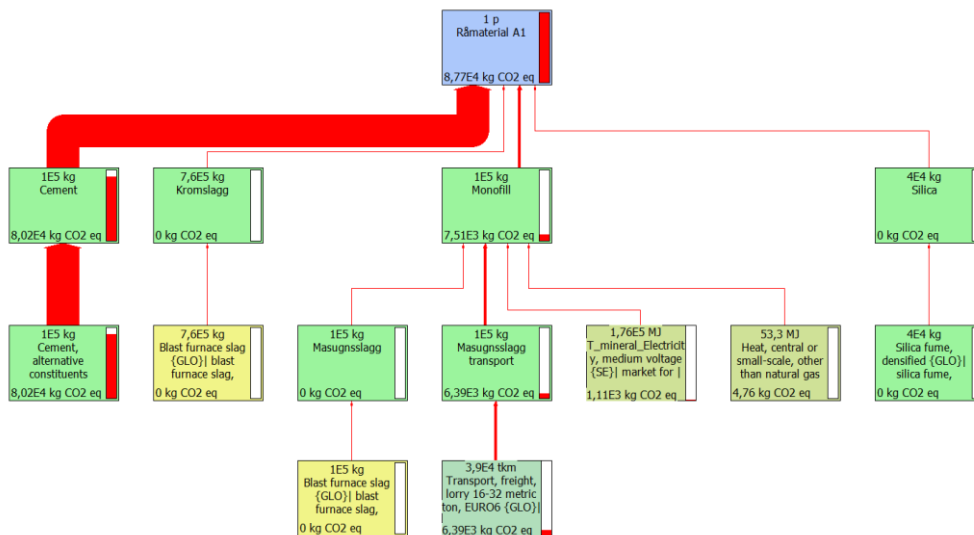 1 p
Råmaterial A1
8,77E4 kg CO2 eq
1E5 kg
Cement
8,02E4 kg CO2 eq
7,6E5 kg
Kromslagg
0 kg CO2 eq
1E5 kg
Monofill
7,51E3 kg CO2 eq
4E4 kg
Silica
0 kg CO2 eq
1E5 kg
Cement,
alternative
constituents
8,02E4 kg CO2 eq
7,6E5 kg
Blast furnace slag
{GLO}| blast
furnace slag,
0 kg CO2 eq
1E5 kg
Masugnsslagg
0 kg CO2 eq
1E5 kg
Masugnsslagg
transport
6,39E3 kg CO2 eq
1,76E5 MJ
T_mineral_Electricit
y, medium voltage
{SE}| market for |
1,11E3 kg CO2 eq
53,3 MJ
Heat, central or
small-scale, other
than natural gas
4,76 kg CO2 eq
4E4 kg
Silica fume,
densified {GLO}|
silica fume,
0 kg CO2 eq
1E5 kg
Blast furnace slag
{GLO}| blast
furnace slag,
0 kg CO2 eq
3,9E4 tkm
Transport, freight,
lorry 16-32 metric
ton, EURO6 {GLO}|
6,39E3 kg CO2 eq